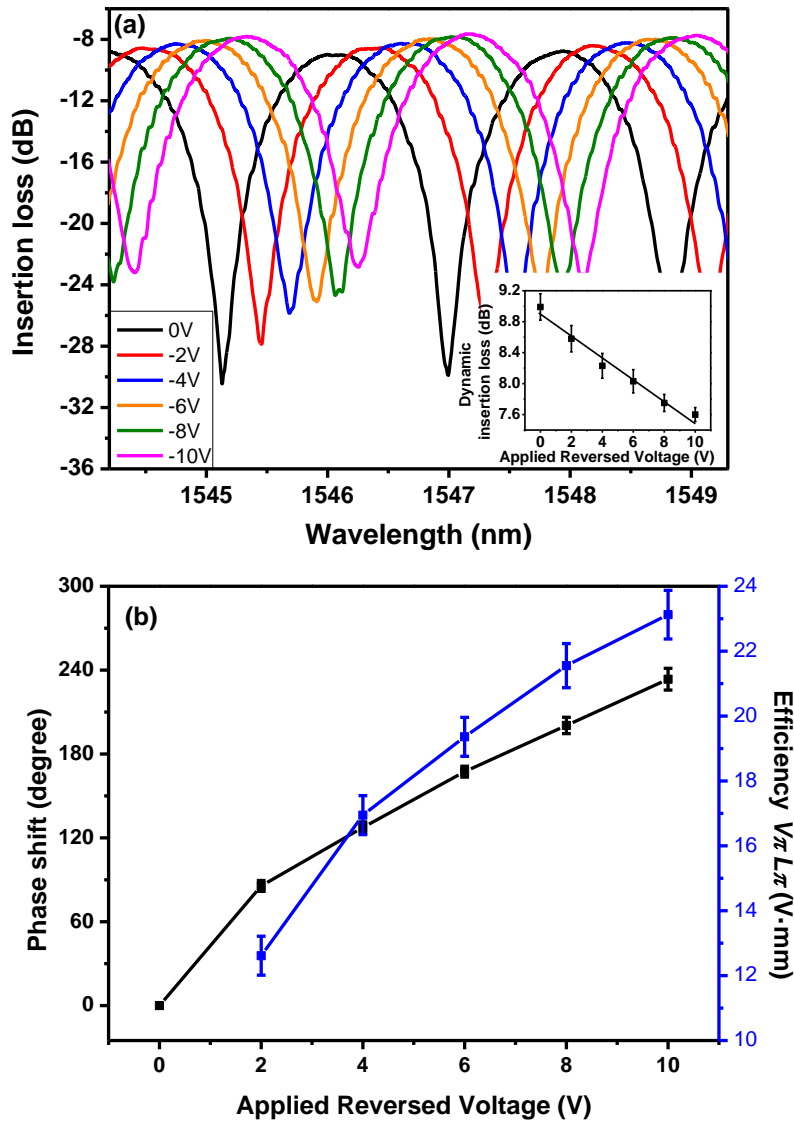 (a)
Insertion loss (dB)
-8
-12
-16
-20
-24
-28
-32
-36
0V
-2V
-4V
-6V
-8V
-10V
1545 1546 1547 1548 1549
Wavelength (nm)
Dynamic
insertion loss (dB)
9.2
8.8
8.4
8.0
7.6
0 2 4 6 8 10
Applied Reversed Voltage (V)
(b)
Phase shift (degree)
300
240
180
120
60
0
24
22
20
18
16
14
12
10
Efficiency Vπ Lπ (V·mm)
0 2 4 6 8 10
Applied Reversed Voltage (V)